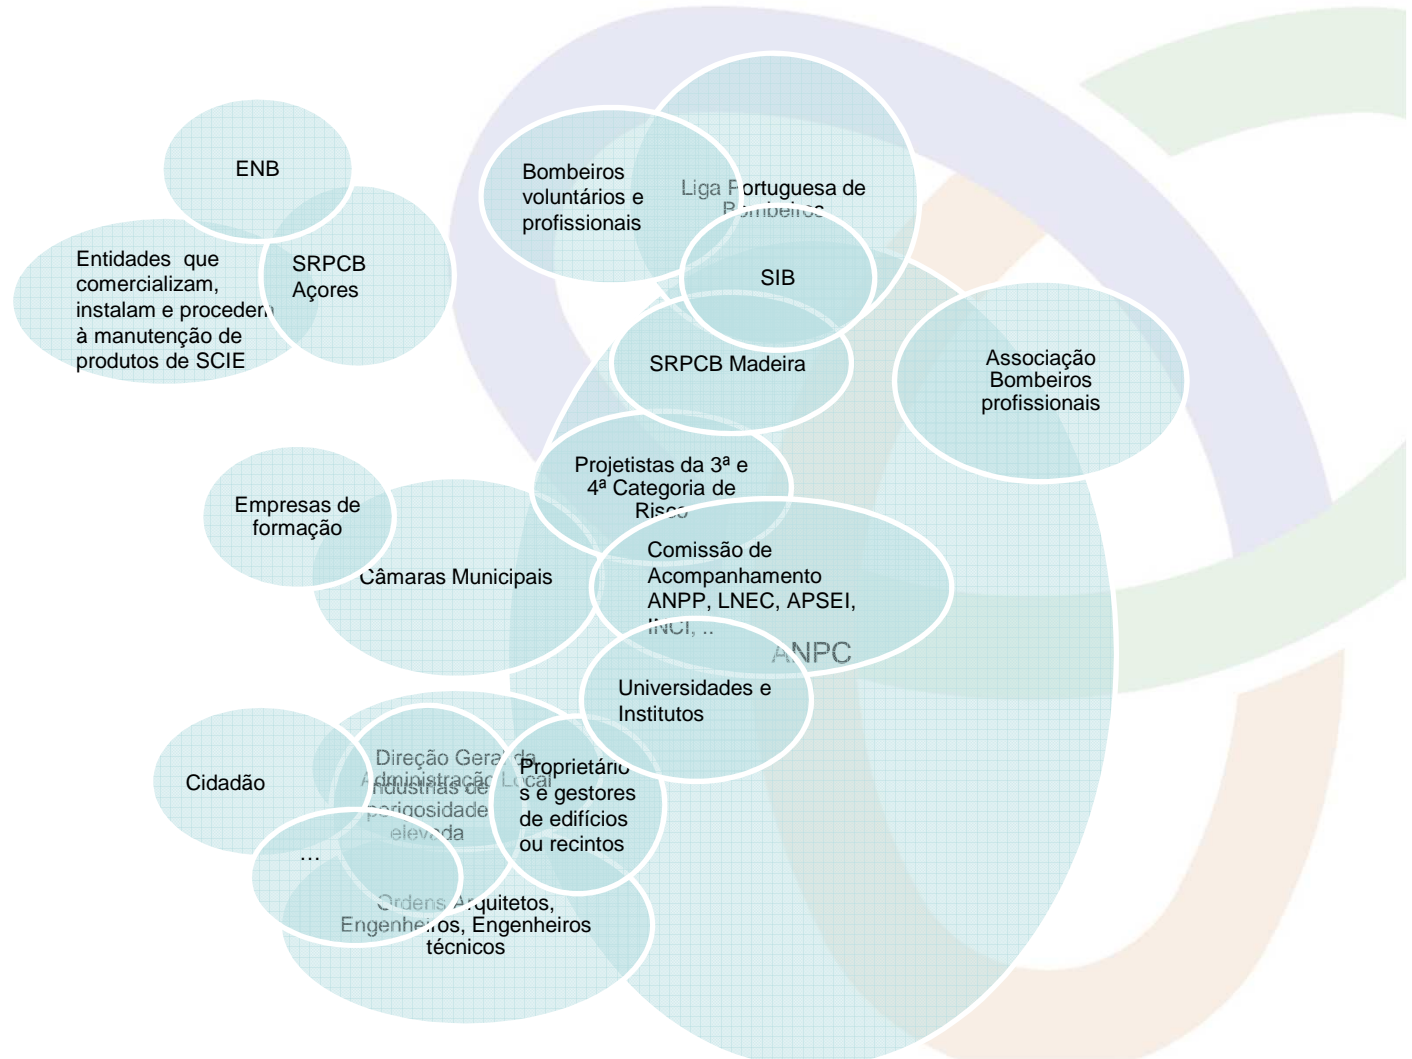 ENB
Entidades que
comercializam,
instalam e procedem
à manutenção de
produtos de SCIE
SRPCB
Açores
Bombeiros
voluntários e
profissionais
Liga Portuguesa de
Bombeiros
SIB
SRPCB Madeira
Associação
Bombeiros
profissionais
Projetistas da 3ª e
4ª Categoria de
Risco
Empresas de
formação
Câmaras Municipais
Comissão de
Acompanhamento
ANPP, LNEC, APSEI,
INCI, ..
ANPC
Universidades e
Institutos
Cidadão
Direção Geral da
Administração Local
Indústrias de
perigosidade
elevada
Proprietário
s e gestores
de edifícios
ou recintos
...
Ordens Arquitetos,
Engenheiros, Engenheiros
técnicos